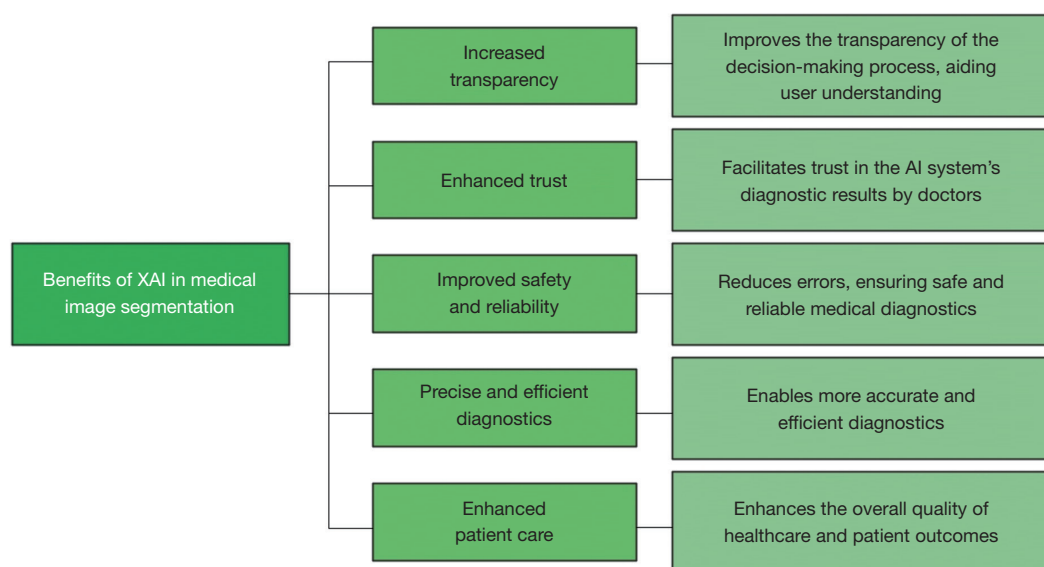 Benefits of XAI in medical
image segmentation
Increased
transparency
Improves the transparency of the
decision-making process, aiding
user understanding
Enhanced trust
Facilitates trust in the AI system’s
diagnostic results by doctors
Improved safety
and reliability
Reduces errors, ensuring safe and
reliable medical diagnostics
Precise and efficient
diagnostics
Enables more accurate and
efficient diagnostics
Enhanced
patient care
Enhances the overall quality of
healthcare and patient outcomes